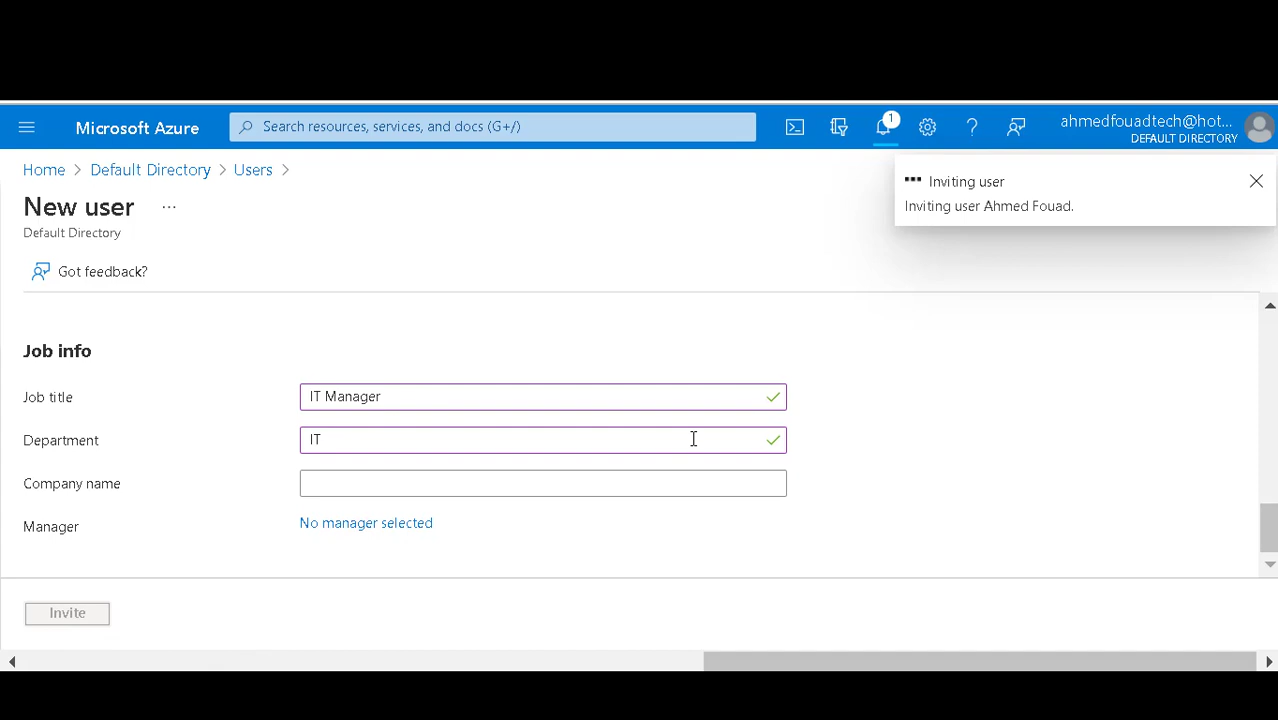 Microsoft Azure
Search resources, services, and docs (G+/)
1
ahmedfouadtech@hot...
DEFAULT DIRECTORY
Home > Default Directory > Users >
Inviting user
Inviting user Ahmed Fouad.
New user ...
Default Directory
Got feedback?
Job info
Job title
IT Manager
Department
IT
Company name
Manager
No manager selected
Invite